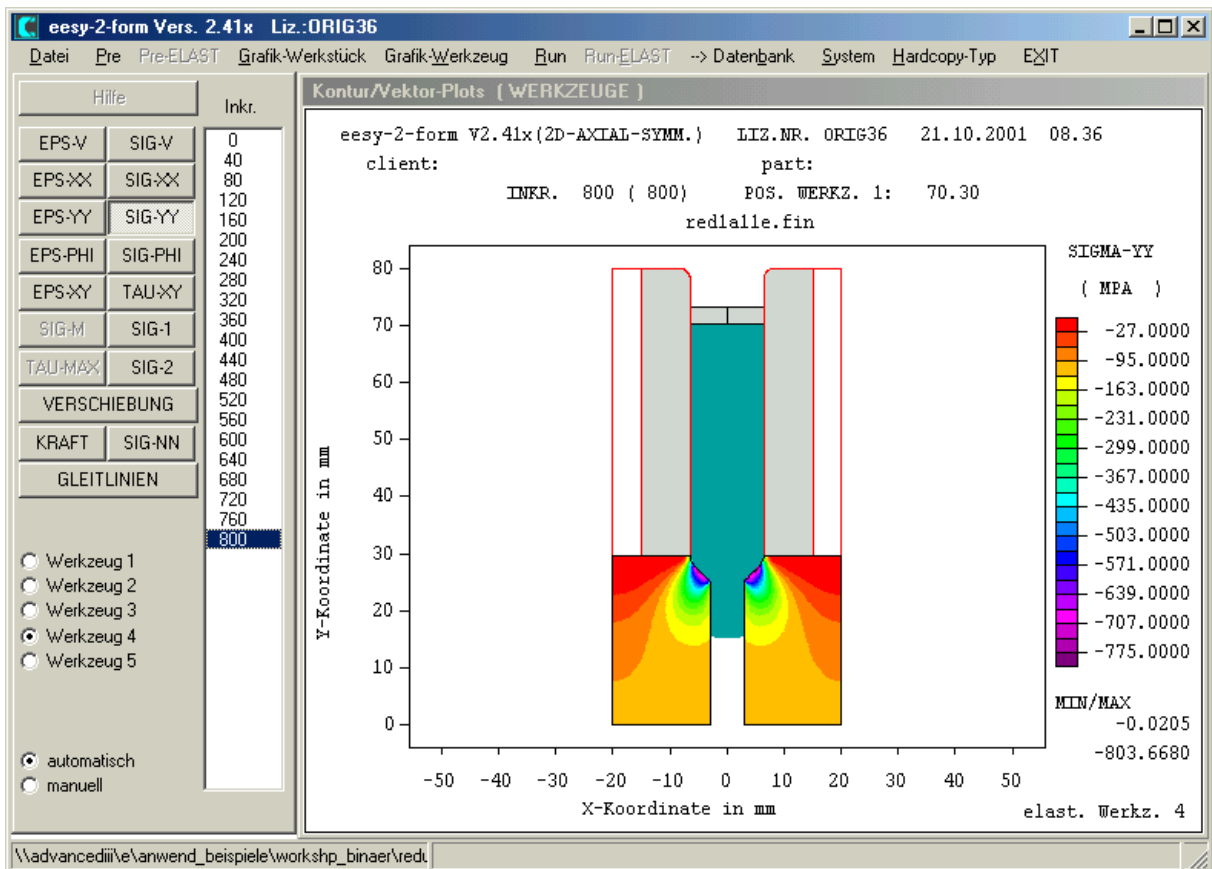 eesy-2-form Vers. 2.41x Liz.:ORIG36
Datei Pre Pre-ELAST Grafik-Werkstück Grafik-Werkzeug Run Run-ELAST --> Datenbank System Hardcopy-Typ EXIT
Hilfe
Inkr.
EPS-V SIG-V
EPS-XX SIG-XX
EPS-YY SIG-YY
EPS-PHI SIG-PHI
EPS-XY TAU-XY
SIG-M SIG-1
TAU-MAX SIG-2
VERSCHIEBUNG
KRAFT SIG-NN
GLEITLINIEN
0
40
80
120
160
200
240
280
320
360
400
440
480
520
560
600
640
680
720
760
800
Werkzeug 1
Werkzeug 2
Werkzeug 3
Werkzeug 4
Werkzeug 5
automatisch
manuell
Kontur/Vektor-Plots ( WERKZEUGE )
eesy-2-form V2.41x(2D-AXIAL-SYMM.) LIZ.NR. ORIG36 21.10.2001 08.36
client: part:
INKR. 800 ( 800) POS. WERKZ. 1: 70.30
redlalle.fin
Y-Koordinate in mm
80
70
60
50
40
30
20
10
0
-50 -40 -30 -20 -10 0 10 20 30 40 50
X-Koordinate in mm
SIGMA-YY
( MPA )
-27.0000
-95.0000
-163.0000
-231.0000
-299.0000
-367.0000
-435.0000
-503.0000
-571.0000
-639.0000
-707.0000
-775.0000
MIN/MAX
-0.0205
-803.6680
elast. Werkz. 4
\\advancediii\e\anwend_beispiele\workshp_binaer\redu